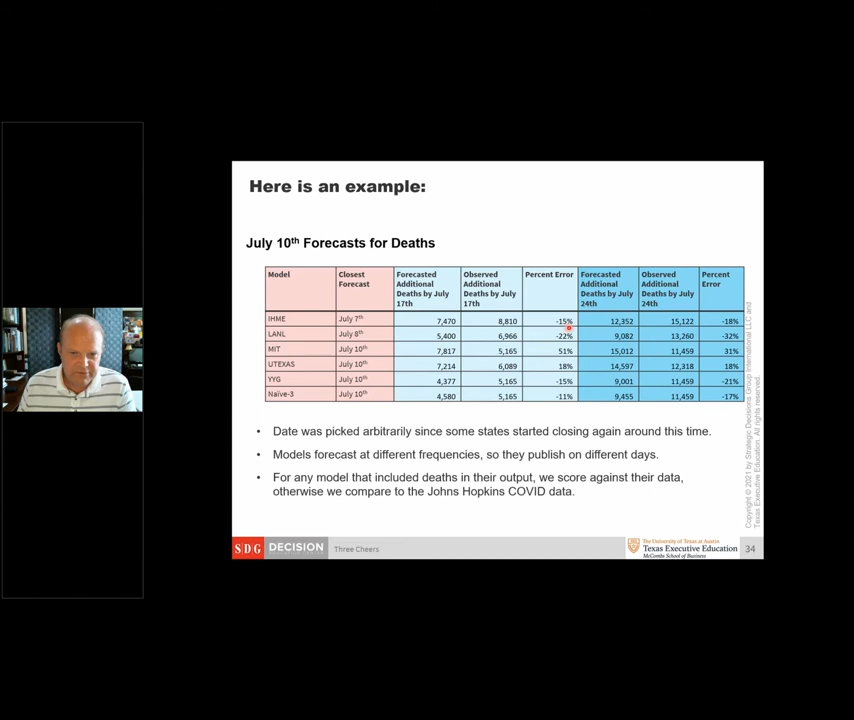 Here is an example:
July 10th Forecasts for Deaths
Model Closest Forecast Forecasted Additional Deaths by July 17th Observed Additional Deaths by July 17th Percent Error Forecasted Additional Deaths by July 24th Observed Additional Deaths by July 24th Percent Error
IHME July 7th 7,470 8,810 -15% 12,352 15,122 -18%
LANL July 8th 5,400 6,966 -22% 9,082 13,260 -32%
MIT July 10th 7,817 5,165 51% 15,012 11,459 31%
UTEXAS July 10th 7,214 6,089 18% 14,597 12,318 18%
YYG July 10th 4,377 5,165 -15% 9,001 11,459 -21%
Naïve-3 July 10th 4,580 5,165 -11% 9,455 11,459 -17%
• Date was picked arbitrarily since some states started closing again around this time.
• Models forecast at different frequencies, so they publish on different days.
• For any model that included deaths in their output, we score against their data,
otherwise we compare to the Johns Hopkins COVID data.
Copyright © 2021 by Strategic Decisions Group International LLC and
Texas Executive Education. All rights reserved.
SDG DECISION Three Cheers
The University of Texas at Austin
Texas Executive Education
McCombs School of Business
34